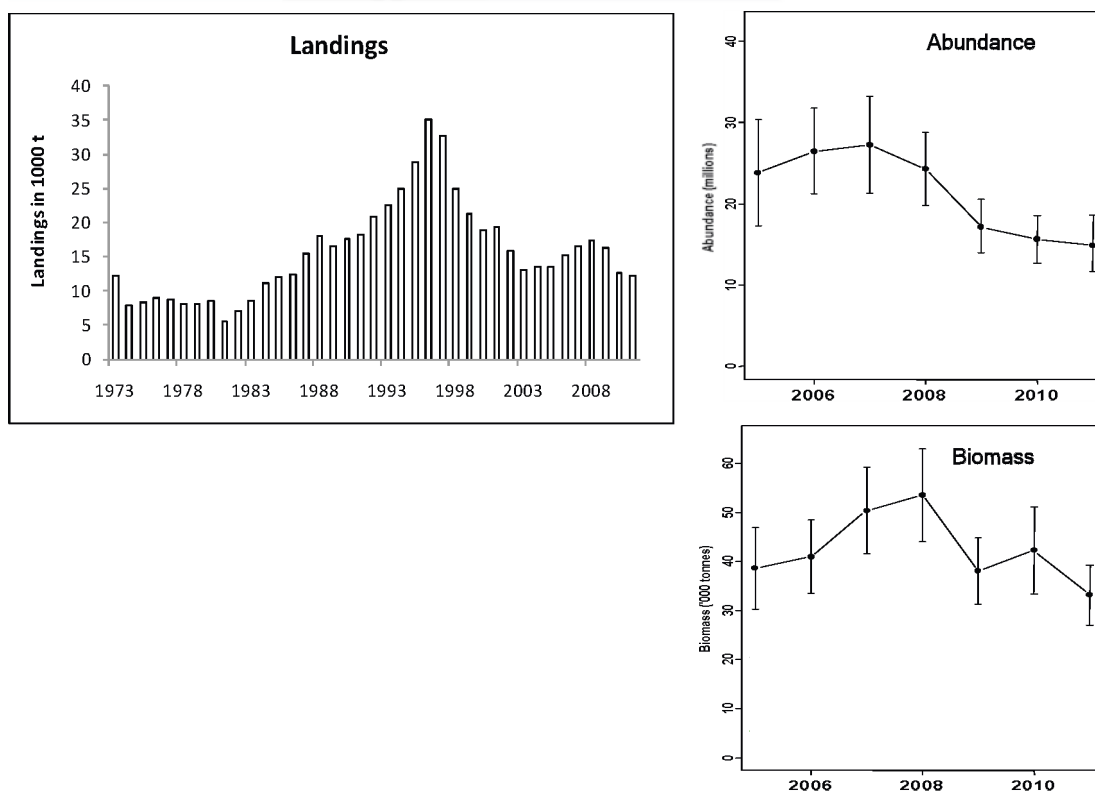 Landings
Landings in 1000 t
40
35
30
25
20
15
10
5
0
1973 1978 1983 1988 1993 1998 2003 2008
Abundance
Abundance (millions)
40
30
20
10
0
2006 2008 2010
Biomass
Biomass ('000 tonnes)
60
50
40
30
20
10
0
2006 2008 2010